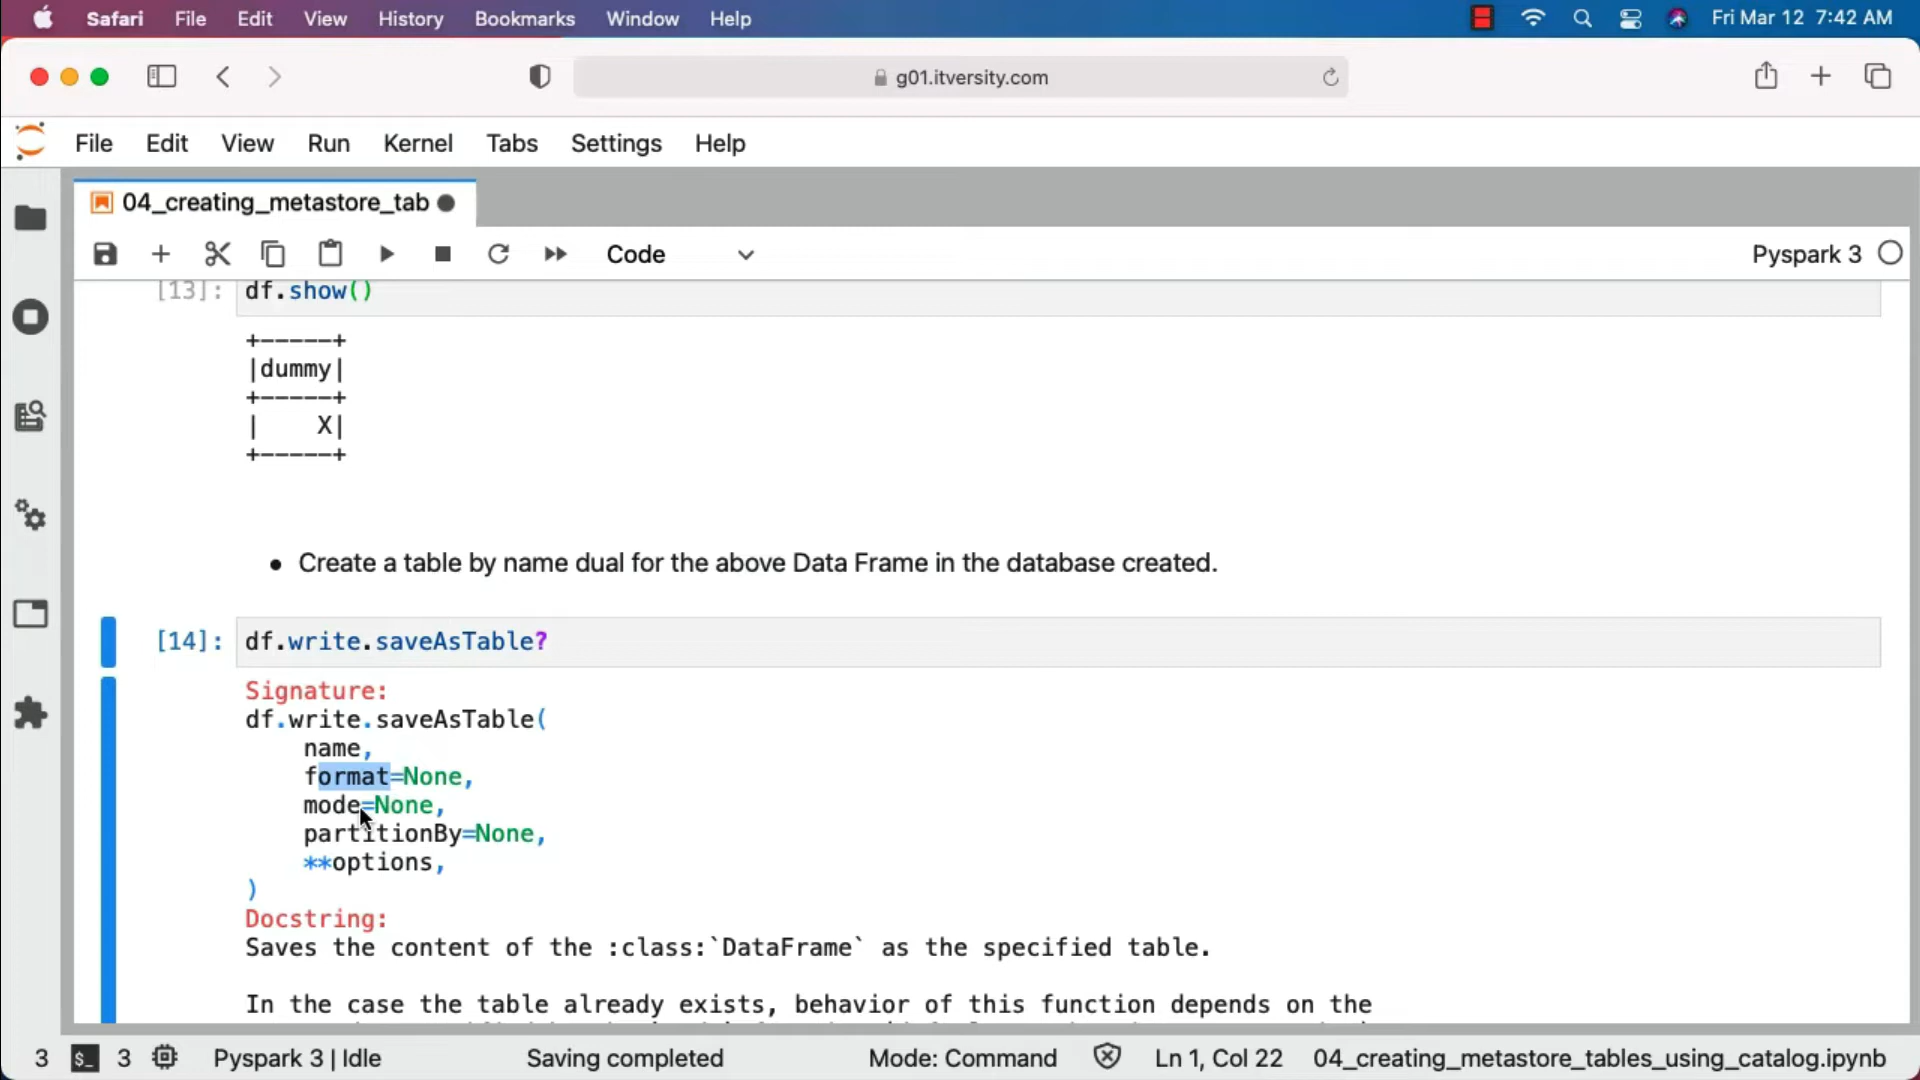 Safari File Edit View History Bookmarks Window Help Fri Mar 12 7:42 AM
g01.itversity.com
File Edit View Run Kernel Tabs Settings Help
04_creating_metastore_tab
Code Pyspark 3
[13]: df.show()
+-----+
|dummy|
+-----+
|    X|
+-----+
• Create a table by name dual for the above Data Frame in the database created.
[14]: df.write.saveAsTable?
Signature:
df.write.saveAsTable(
    name,
    format=None,
    mode=None,
    partitionBy=None,
    **options,
)
Docstring:
Saves the content of the :class:`DataFrame` as the specified table.
In the case the table already exists, behavior of this function depends on the
3 $_ 3 Pyspark 3 | Idle Saving completed Mode: Command Ln 1, Col 22 04_creating_metastore_tables_using_catalog.ipynb